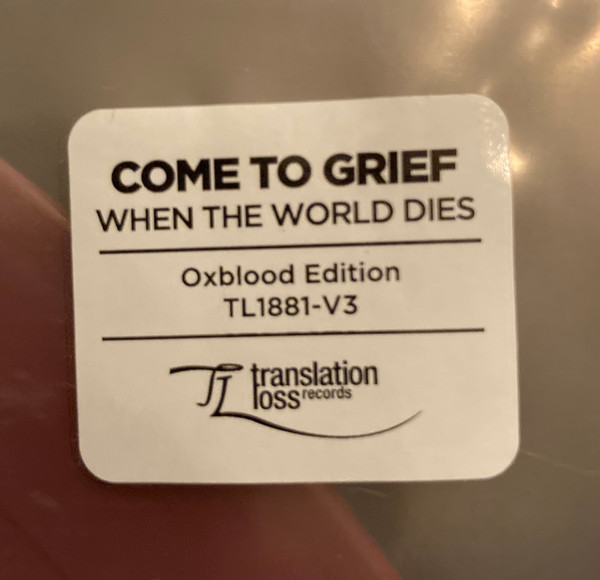 COME TO GRIEF
WHEN THE WORLD DIES
Oxblood Edition
TL1881-V3
TL translation
loss records